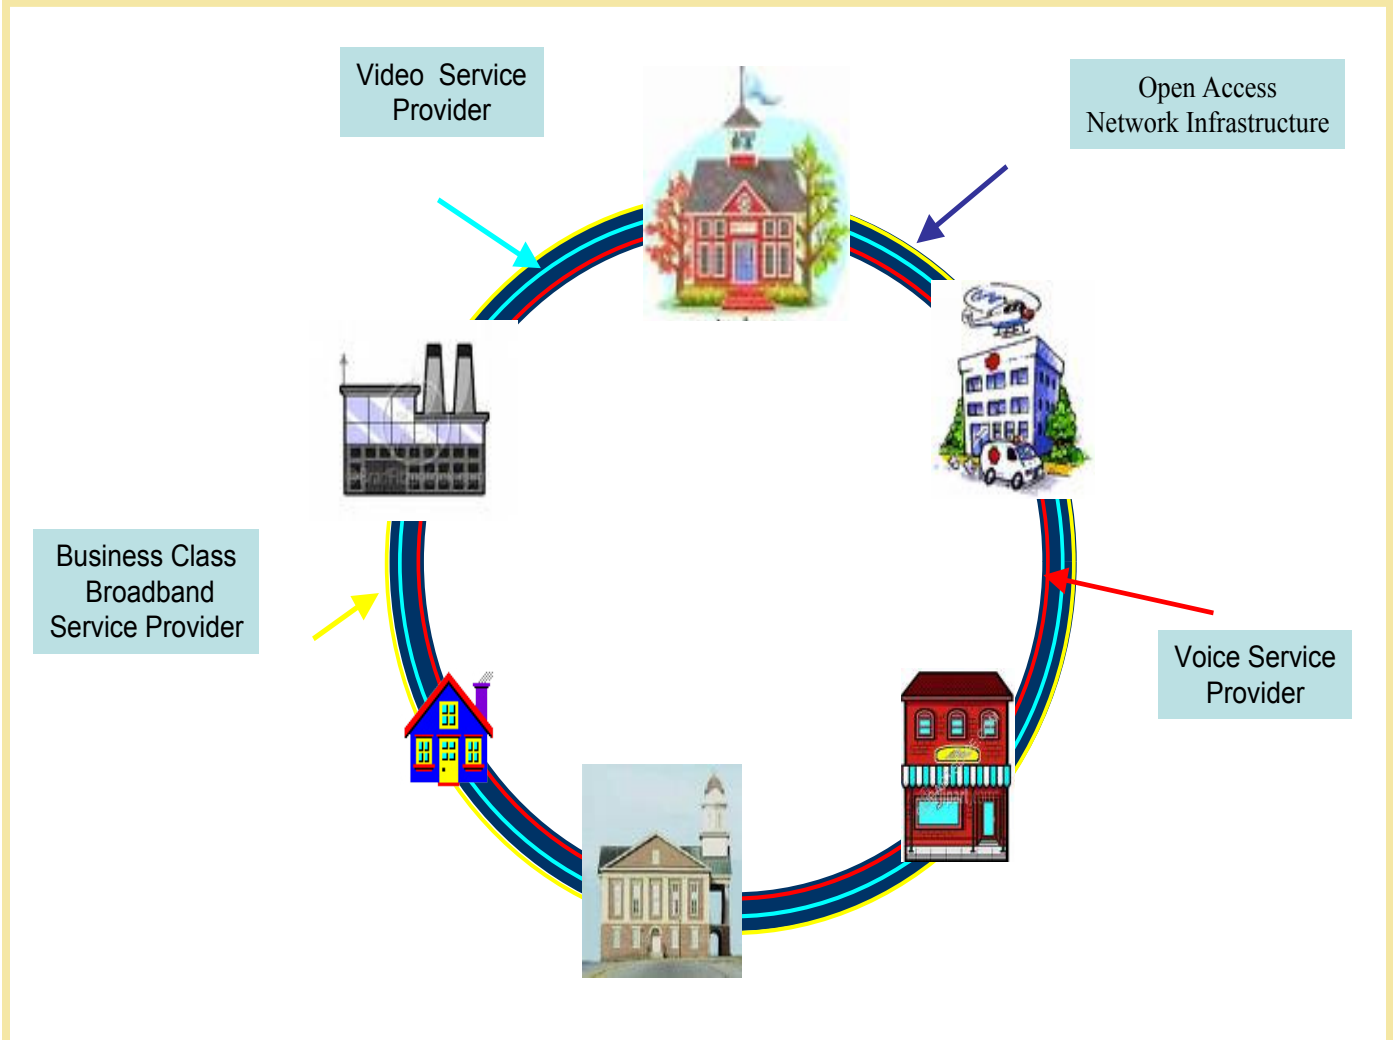 Video Service
Provider
Open Access
Network Infrastructure
Business Class
Broadband
Service Provider
Voice Service
Provider